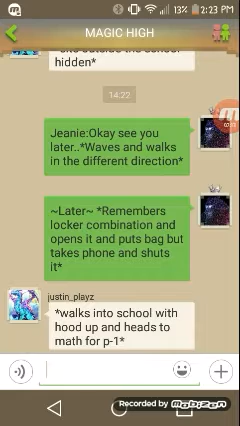 13% 2:23 PM
MAGIC HIGH
hidden*
14:22
Jeanie:Okay see you
later..*Waves and walks
in the different direction*
~Later~ *Remembers
locker combination and
opens it and puts bag but
takes phone and shuts
it*
justin_playz
*walks into school with
hood up and heads to
math for p-1*
Recorded by mobizen